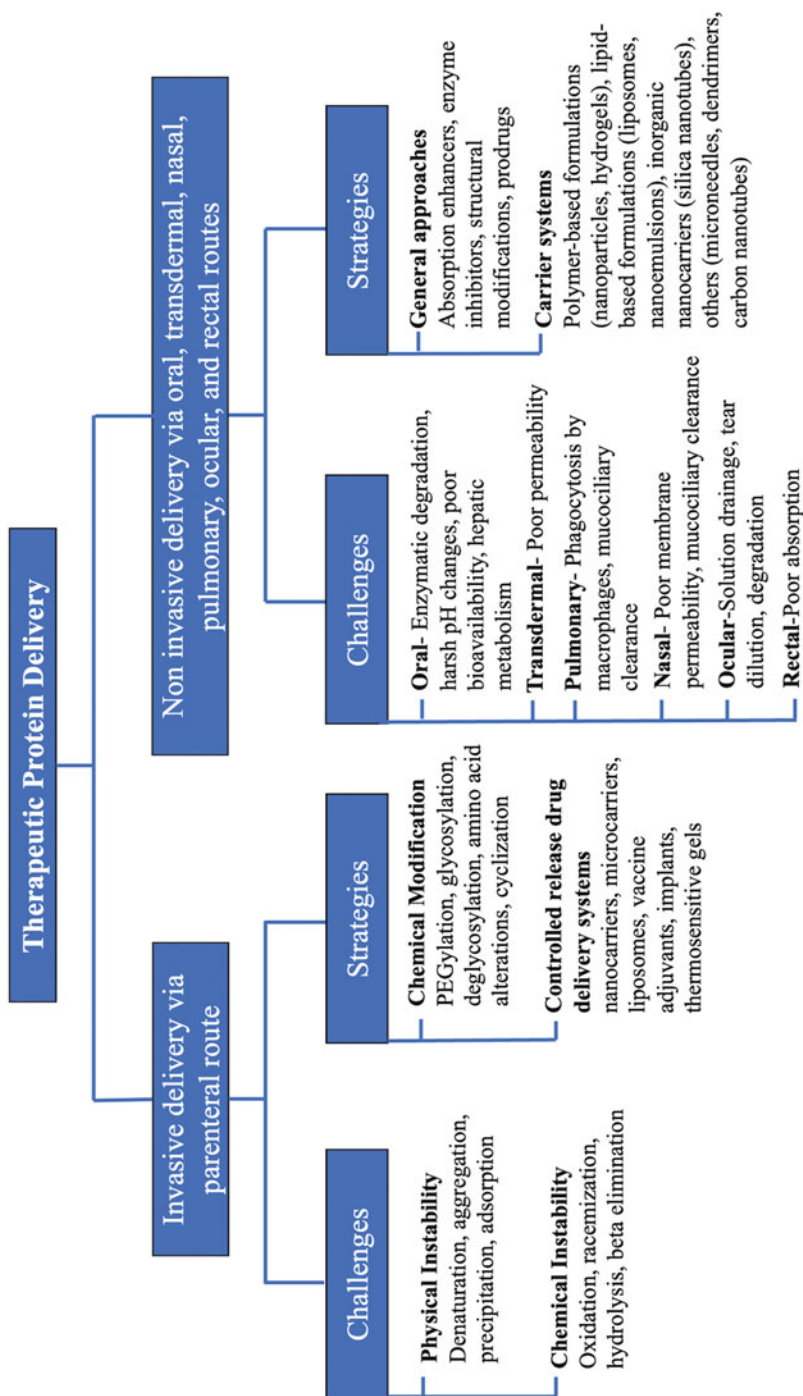 Therapeutic Protein Delivery
Invasive delivery via
parenteral route
Challenges
Physical Instability
Denaturation, aggregation,
precipitation, adsorption
Chemical Instability
Oxidation, racemization,
hydrolysis, beta elimination
Strategies
Chemical Modification
PEGylation, glycosylation,
deglycosylation, amino acid
alterations, cyclization
Controlled release drug
delivery systems
nanocarriers, microcarriers,
liposomes, vaccine
adjuvants, implants,
thermosensitive gels
Non invasive delivery via oral, transdermal, nasal,
pulmonary, ocular, and rectal routes
Challenges
Oral- Enzymatic degradation,
harsh pH changes, poor
bioavailability, hepatic
metabolism
Transdermal- Poor permeability
Pulmonary- Phagocytosis by
macrophages, mucociliary
clearance
Nasal- Poor membrane
permeability, mucociliary clearance
Ocular-Solution drainage, tear
dilution, degradation
Rectal-Poor absorption
Strategies
General approaches
Absorption enhancers, enzyme
inhibitors, structural
modifications, prodrugs
Carrier systems
Polymer-based formulations
(nanoparticles, hydrogels), lipid-
based formulations (liposomes,
nanoemulsions), inorganic
nanocarriers (silica nanotubes),
others (microneedles, dendrimers,
carbon nanotubes)